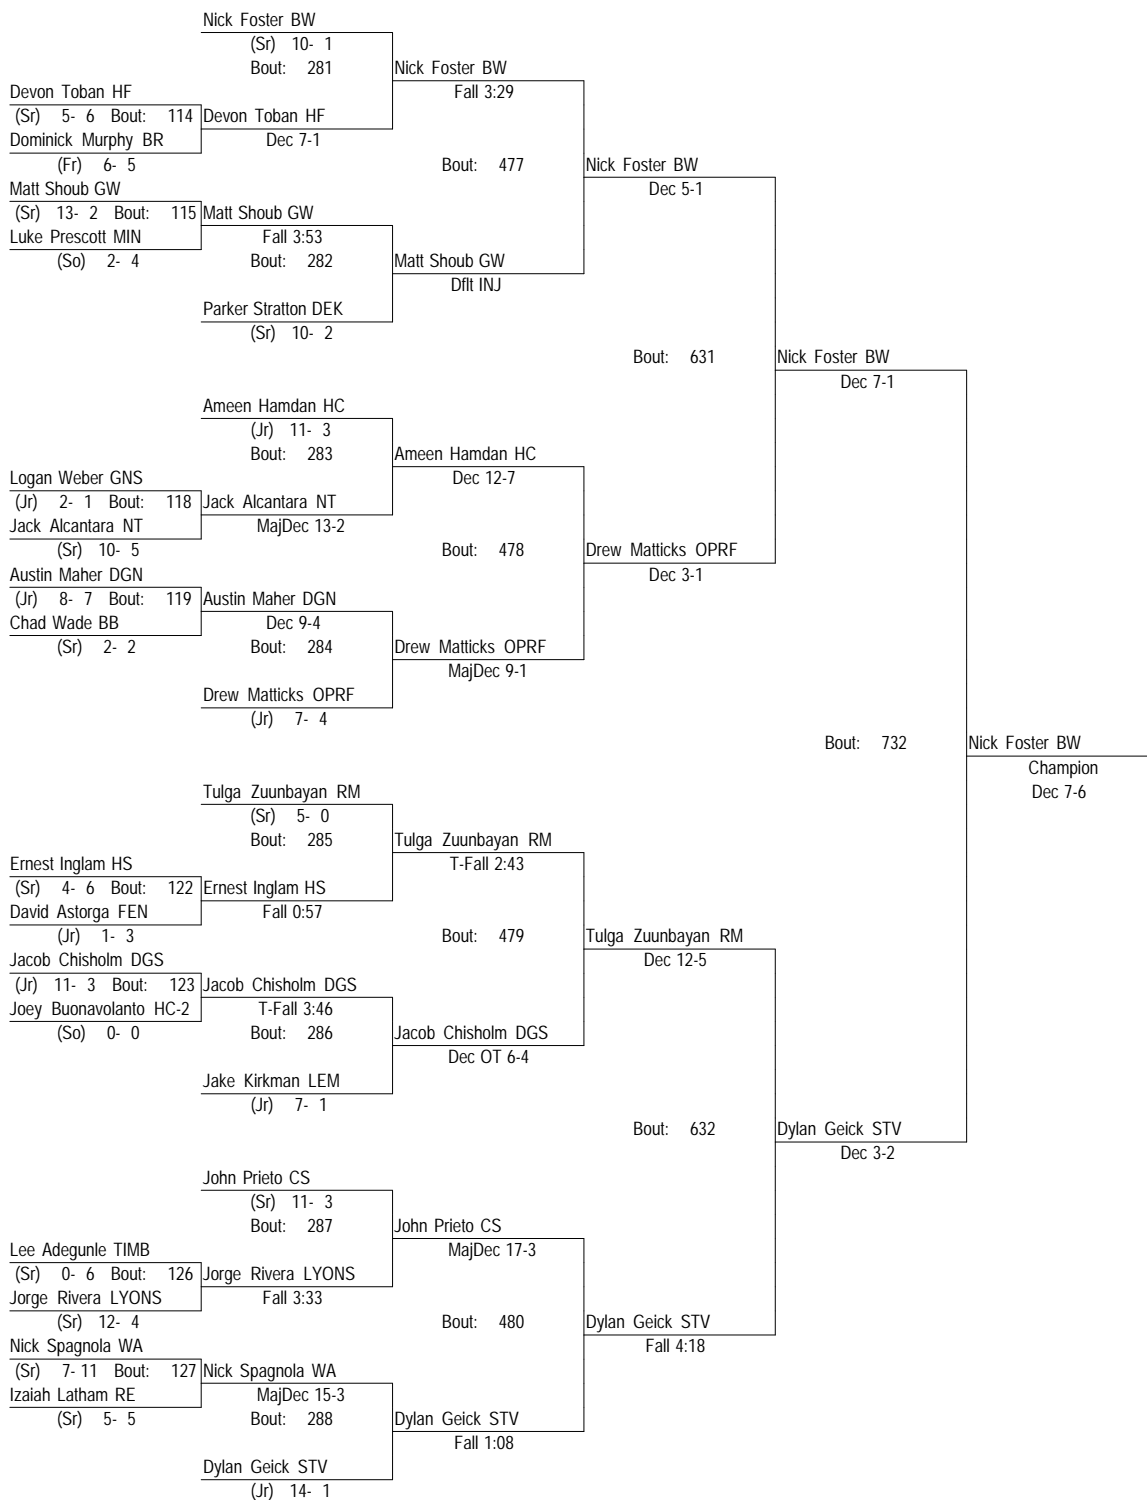 Nick Foster BW
(Sr) 10- 1
Bout: 281
Nick Foster BW
Fall 3:29
Devon Toban HF
(Sr) 5- 6 Bout: 114
Devon Toban HF
Dec 7-1
Dominick Murphy BR
(Fr) 6- 5
Bout: 477
Nick Foster BW
Dec 5-1
Matt Shoub GW
(Sr) 13- 2 Bout: 115
Matt Shoub GW
Fall 3:53
Luke Prescott MIN
(So) 2- 4
Bout: 282
Matt Shoub GW
Dflt INJ
Parker Stratton DEK
(Sr) 10- 2
Bout: 631
Nick Foster BW
Dec 7-1
Ameen Hamdan HC
(Jr) 11- 3
Bout: 283
Ameen Hamdan HC
Dec 12-7
Logan Weber GNS
(Jr) 2- 1 Bout: 118
Jack Alcantara NT
MajDec 13-2
Jack Alcantara NT
(Sr) 10- 5
Bout: 478
Drew Matticks OPRF
Dec 3-1
Austin Maher DGN
(Jr) 8- 7 Bout: 119
Austin Maher DGN
Dec 9-4
Chad Wade BB
(Sr) 2- 2
Bout: 284
Drew Matticks OPRF
MajDec 9-1
Drew Matticks OPRF
(Jr) 7- 4
Bout: 732
Nick Foster BW
Champion
Dec 7-6
Tulga Zuunbayan RM
(Sr) 5- 0
Bout: 285
Tulga Zuunbayan RM
T-Fall 2:43
Ernest Inglam HS
(Sr) 4- 6 Bout: 122
Ernest Inglam HS
Fall 0:57
David Astorga FEN
(Jr) 1- 3
Bout: 479
Tulga Zuunbayan RM
Dec 12-5
Jacob Chisholm DGS
(Jr) 11- 3 Bout: 123
Jacob Chisholm DGS
T-Fall 3:46
Joey Buonavolanto HC-2
(So) 0- 0
Bout: 286
Jacob Chisholm DGS
Dec OT 6-4
Jake Kirkman LEM
(Jr) 7- 1
Bout: 632
Dylan Geick STV
Dec 3-2
John Prieto CS
(Sr) 11- 3
Bout: 287
John Prieto CS
MajDec 17-3
Lee Adegunle TIMB
(Sr) 0- 6 Bout: 126
Jorge Rivera LYONS
Fall 3:33
Jorge Rivera LYONS
(Sr) 12- 4
Bout: 480
Dylan Geick STV
Fall 4:18
Nick Spagnola WA
(Sr) 7- 11 Bout: 127
Nick Spagnola WA
MajDec 15-3
Izaiah Latham RE
(Sr) 5- 5
Bout: 288
Dylan Geick STV
Fall 1:08
Dylan Geick STV
(Jr) 14- 1